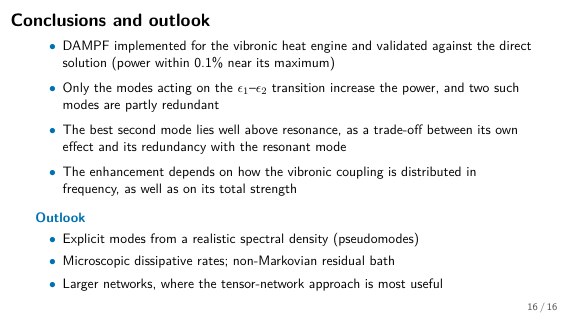 Conclusions and outlook
• DAMPF implemented for the vibronic heat engine and validated against the direct
solution (power within 0.1% near its maximum)
• Only the modes acting on the ϵ₁–ϵ₂ transition increase the power, and two such
modes are partly redundant
• The best second mode lies well above resonance, as a trade-off between its own
effect and its redundancy with the resonant mode
• The enhancement depends on how the vibronic coupling is distributed in
frequency, as well as on its total strength
Outlook
• Explicit modes from a realistic spectral density (pseudomodes)
• Microscopic dissipative rates; non-Markovian residual bath
• Larger networks, where the tensor-network approach is most useful
16 / 16